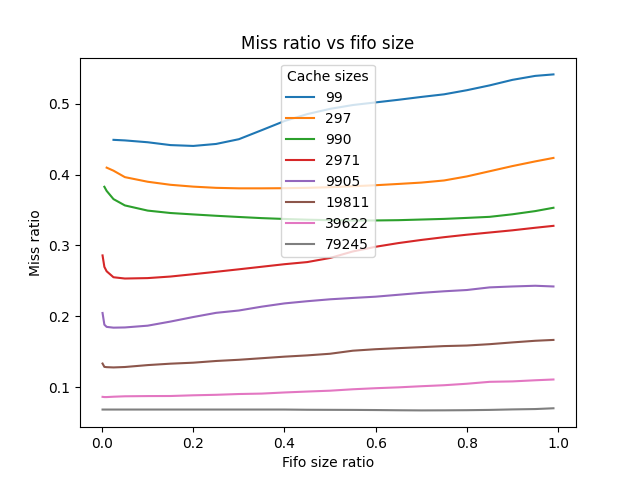 Miss ratio vs fifo size
Cache sizes
99
297
990
2971
9905
19811
39622
79245
Miss ratio
0.5
0.4
0.3
0.2
0.1
0.0 0.2 0.4 0.6 0.8 1.0
Fifo size ratio